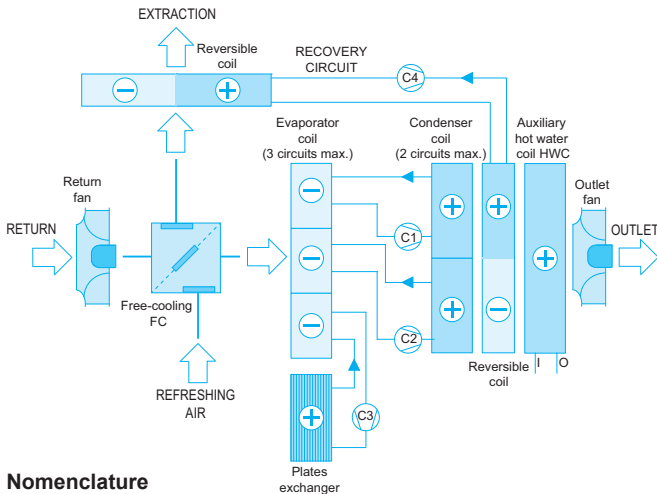 EXTRACTION
Reversible
coil
RECOVERY
CIRCUIT
C4
Evaporator
coil
(3 circuits max.)
Condenser
coil
(2 circuits max.)
Auxiliary
hot water
coil HWC
Return
fan
Outlet
fan
RETURN
OUTLET
C1
Free-cooling
FC
C2
I O
Reversible
coil
REFRESHING
AIR
C3
Plates
exchanger
Nomenclature